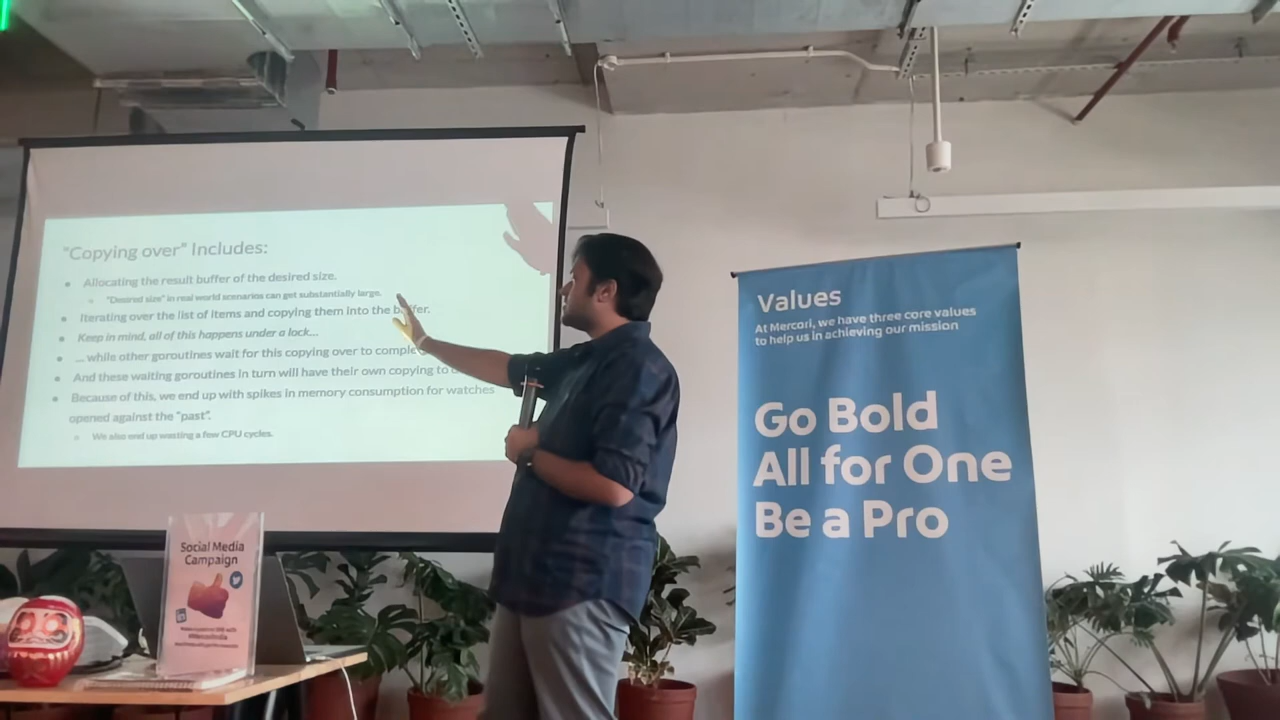 "Copying over" Includes:
Allocating the result buffer of the desired size.
"Desired size" in real world scenarios can get substantially large.
Iterating over the list of items and copying them into the buffer.
Keep in mind, all of this happens under a lock...
... while other goroutines wait for this copying over to
And these waiting goroutines in turn will have their own copying to
Because of this, we end up with spikes in memory consumption for watches
opened against the "past".
We also end up wasting a few CPU cycles.
Values
At Mercari, we have three core values
to help us in achieving our mission
Go Bold
All for One
Be a Pro
Social Media
Campaign
in